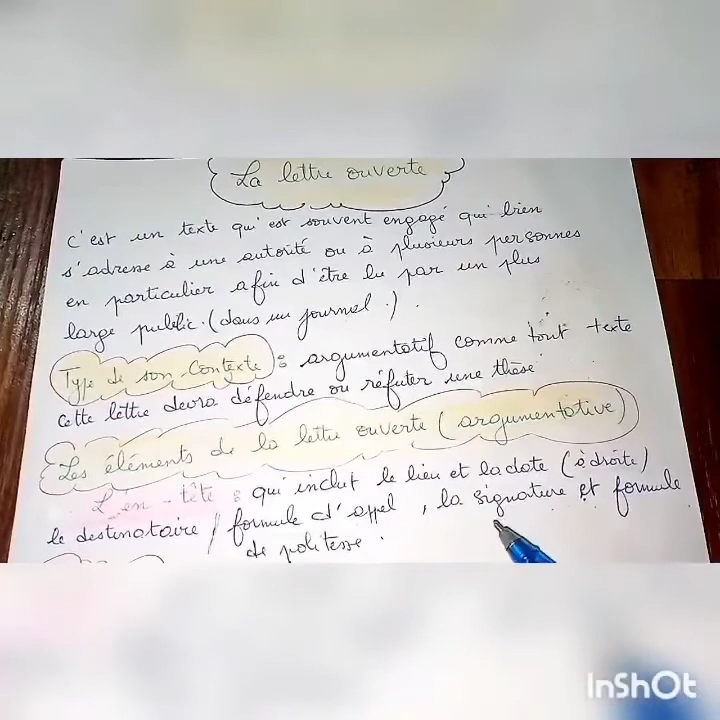 La lettre ouverte
C'est un texte qui est souvent engagé qui bien
s'adresse à une autorité ou à plusieurs personnes
en particulier afin d'être lu par un plus
large public. (dans un journal.).
Type de son contexte : argumentatif comme tout texte
cette lettre devra défendre ou réfuter une thèse
Les éléments de la lettre ouverte (argumentative)
L'en-tête : qui inclut le lieu et la date (à droite)
le destinataire / formule d'appel, la signature et formule
de politesse.
InShOt